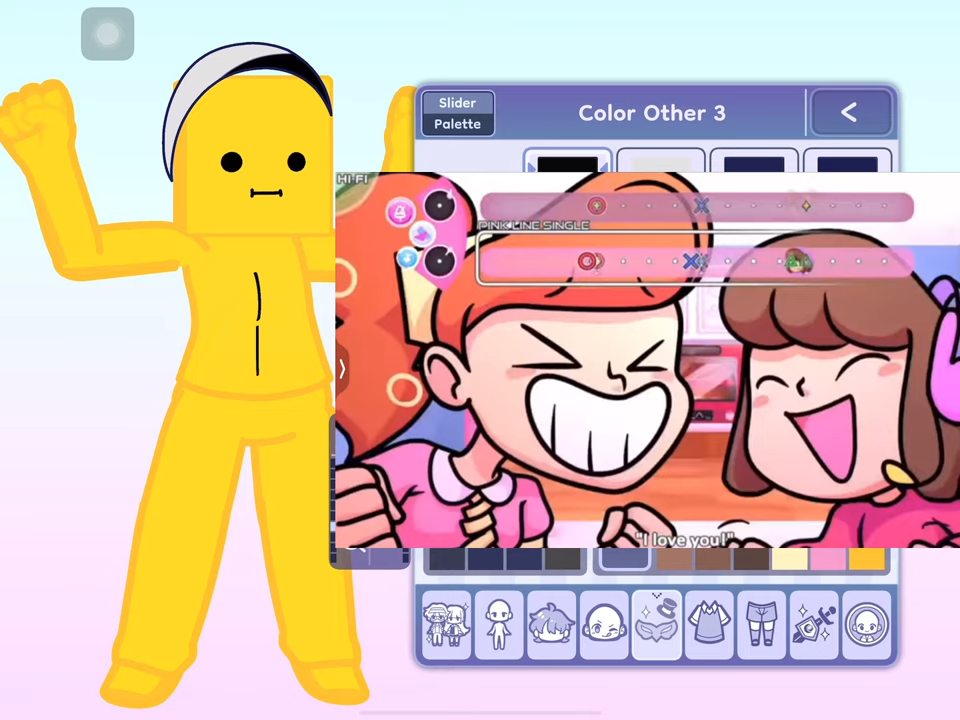 Slider
Palette
Color Other 3
HI-FI
PINK LINE SINGLE
"I love you!"